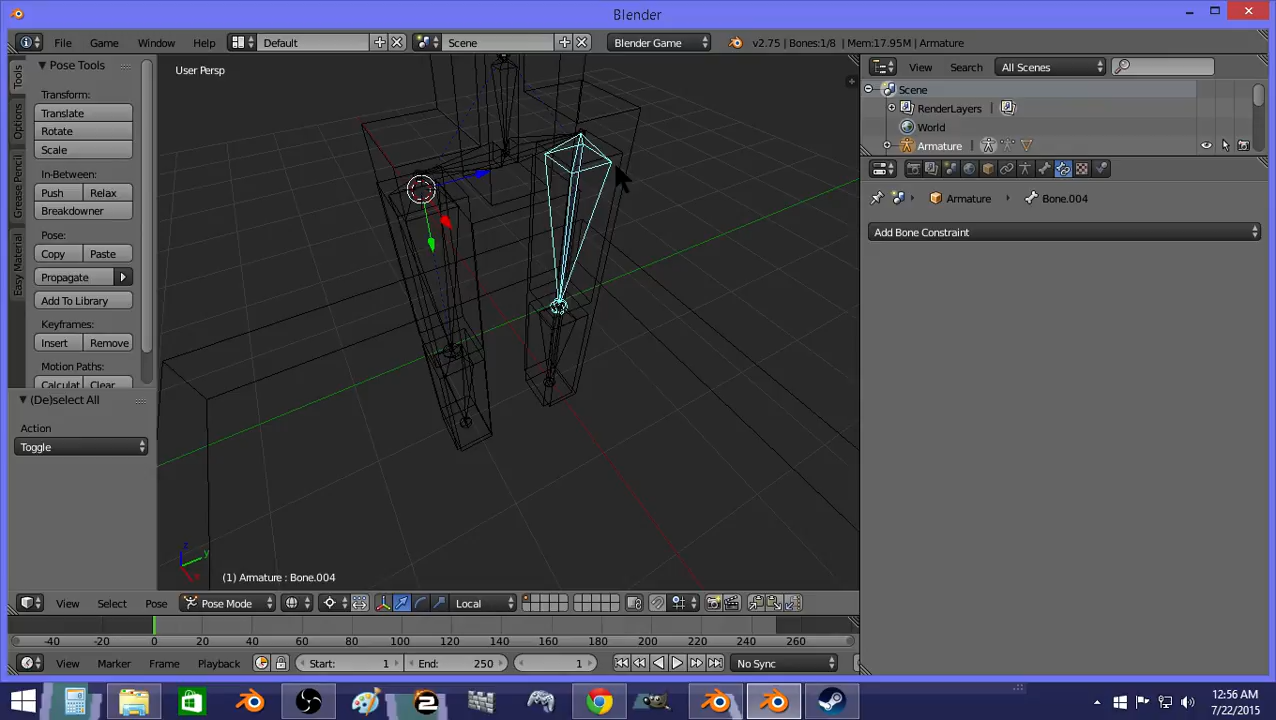 Blender
File Game Window Help Default Scene Blender Game v2.75 | Bones:1/8 | Mem:17.95M | Armature
Tools
Options
Grease Pencil
Easy Material
Pose Tools
Transform:
Translate
Rotate
Scale
In-Between:
Push Relax
Breakdowner
Pose:
Copy Paste
Propagate
Add To Library
Keyframes:
Insert Remove
Motion Paths:
Calculat Clear
(De)select All
Action
Toggle
User Persp
z
y
x
(1) Armature : Bone.004
View Select Pose Pose Mode Local
-40 -20 0 20 40 60 80 100 120 140 160 180 200 220 240 260
View Marker Frame Playback Start: 1 End: 250 1 No Sync
View Search All Scenes
Scene
RenderLayers
World
Armature
Armature Bone.004
Add Bone Constraint
12:56 AM
7/22/2015